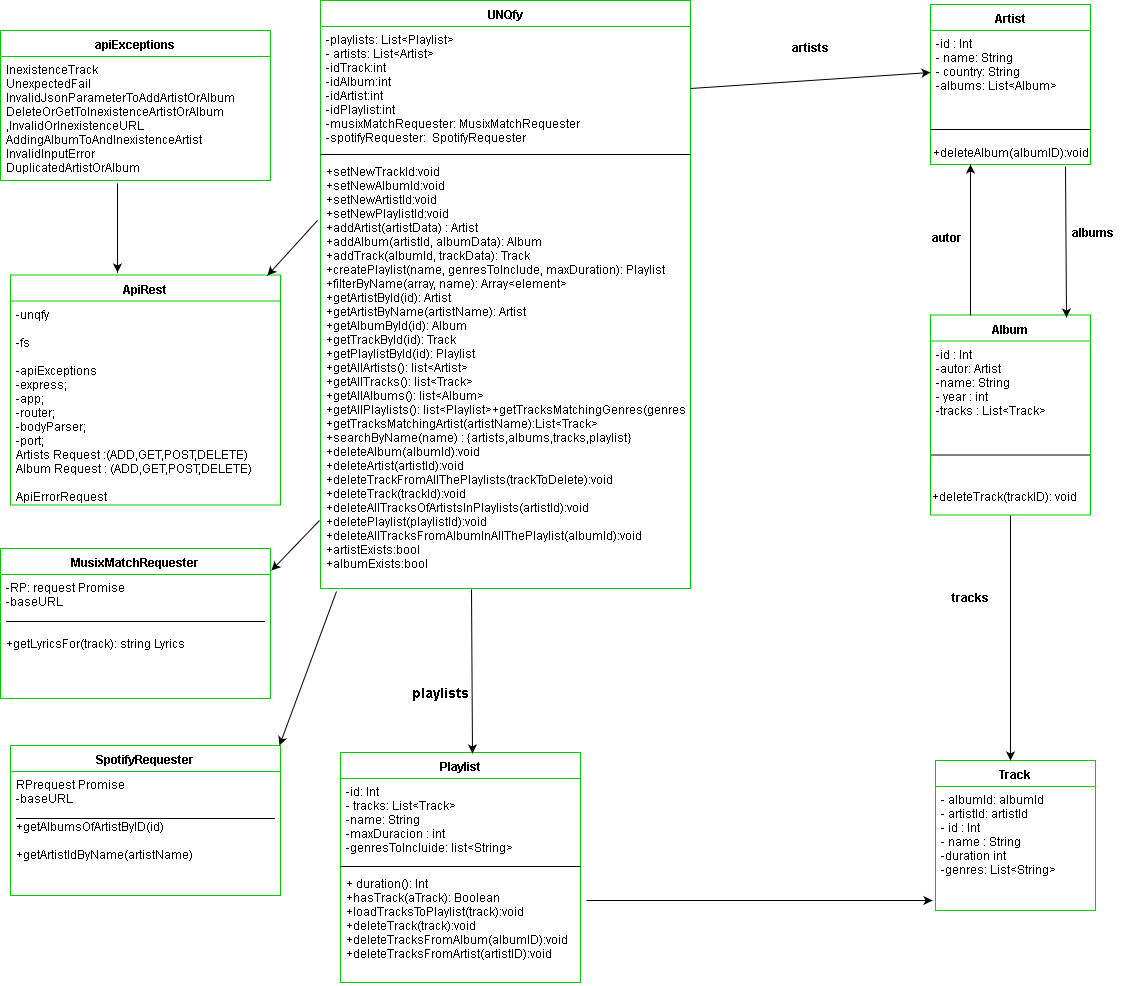 apiExceptions
InexistenceTrack
UnexpectedFail
InvalidJsonParameterToAddArtistOrAlbum
DeleteOrGetToInexistenceArtistOrAlbum
,InvalidOrInexistenceURL
AddingAlbumToAndInexistenceArtist
InvalidInputError
DuplicatedArtistOrAlbum
ApiRest
-unqfy
-fs
-apiExceptions
-express;
-app;
-router;
-bodyParser;
-port;
Artists Request :(ADD,GET,POST,DELETE)
Album Request : (ADD,GET,POST,DELETE)
ApiErrorRequest
MusixMatchRequester
-RP: request Promise
-baseURL
+getLyricsFor(track): string Lyrics
SpotifyRequester
RPrequest Promise
-baseURL
+getAlbumsOfArtistByID(id)
+getArtistIdByName(artistName)
UNQfy
-playlists: List<Playlist>
- artists: List<Artist>
-idTrack:int
-idAlbum:int
-idArtist:int
-idPlaylist:int
-musixMatchRequester: MusixMatchRequester
-spotifyRequester: SpotifyRequester
+setNewTrackId:void
+setNewAlbumId:void
+setNewArtistId:void
+setNewPlaylistId:void
+addArtist(artistData) : Artist
+addAlbum(artistId, albumData): Album
+addTrack(albumId, trackData): Track
+createPlaylist(name, genresToInclude, maxDuration): Playlist
+filterByName(array, name): Array<element>
+getArtistById(id): Artist
+getArtistByName(artistName): Artist
+getAlbumById(id): Album
+getTrackById(id): Track
+getPlaylistById(id): Playlist
+getAllArtists(): list<Artist>
+getAllTracks(): list<Track>
+getAllAlbums(): list<Album>
+getAllPlaylists(): list<Playlist>+getTracksMatchingGenres(genres
+getTracksMatchingArtist(artistName):List<Track>
+searchByName(name) : {artists,albums,tracks,playlist}
+deleteAlbum(albumId):void
+deleteArtist(artistId):void
+deleteTrackFromAllThePlaylists(trackToDelete):void
+deleteTrack(trackId):void
+deleteAllTracksOfArtistsInPlaylists(artistId):void
+deletePlaylist(playlistId):void
+deleteAllTracksFromAlbumInAllThePlaylist(albumId):void
+artistExists:bool
+albumExists:bool
playlists
Playlist
-id: Int
- tracks: List<Track>
-name: String
-maxDuracion : int
-genresToIncluide: list<String>
+ duration(): Int
+hasTrack(aTrack): Boolean
+loadTracksToPlaylist(track):void
+deleteTrack(track):void
+deleteTracksFromAlbum(albumID):void
+deleteTracksFromArtist(artistID):void
artists
Artist
-id : Int
- name: String
- country: String
-albums: List<Album>
+deleteAlbum(albumID):void
autor
albums
Album
-id : Int
-autor: Artist
-name: String
- year : int
-tracks : List<Track>
+deleteTrack(trackID): void
tracks
Track
- albumId: albumId
- artistId: artistId
- id : Int
- name : String
-duration int
-genres: List<String>